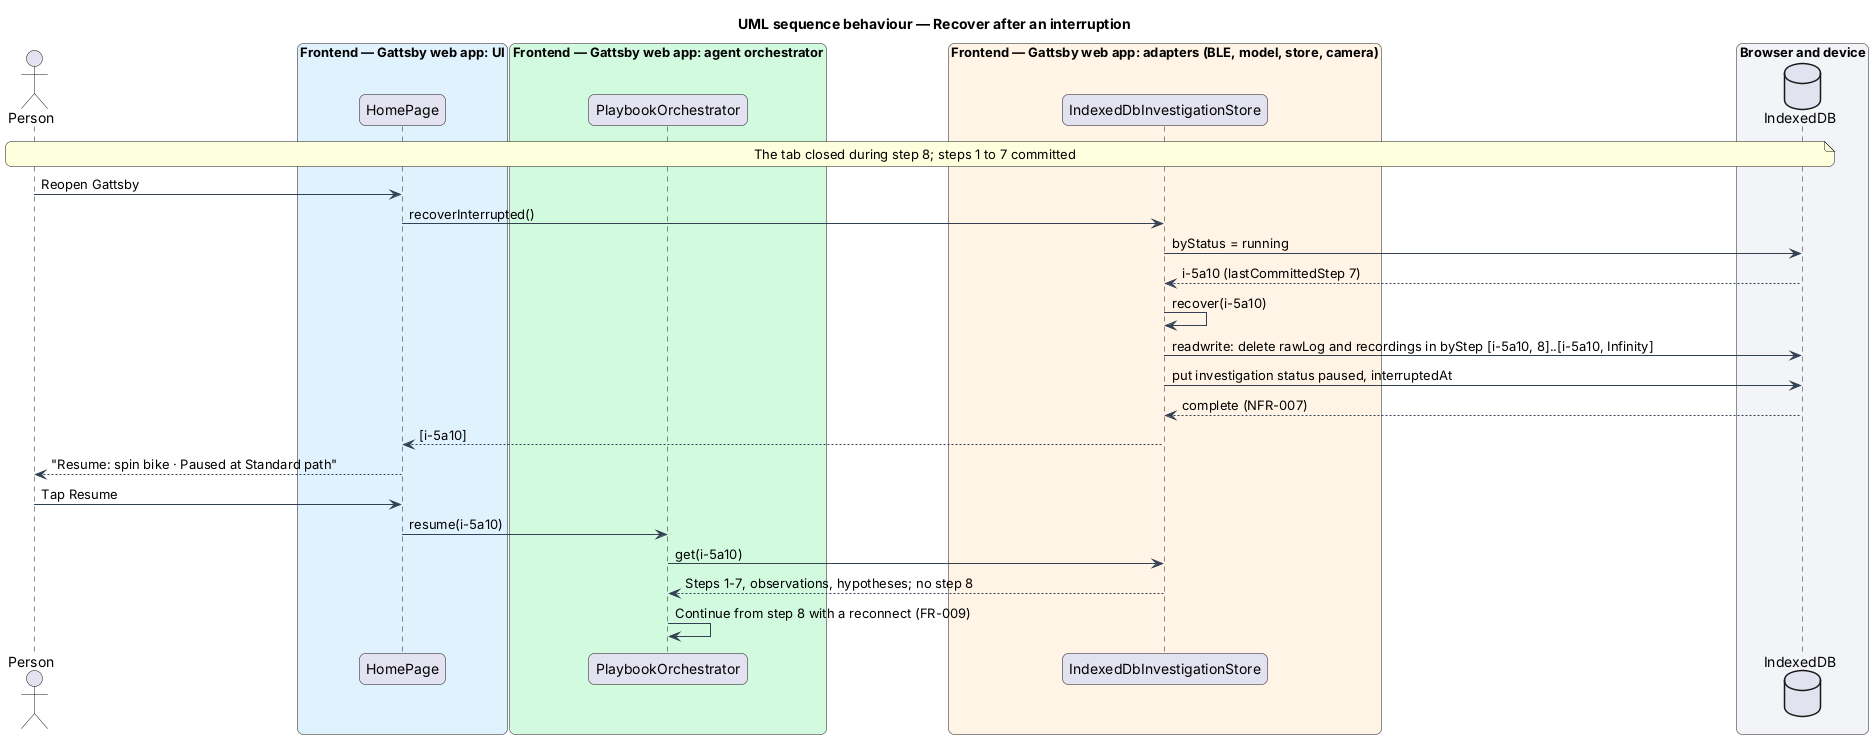 UML sequence behaviour — Recover after an interruption
Frontend — Gattsby web app: UI
Frontend — Gattsby web app: agent orchestrator
Frontend — Gattsby web app: adapters (BLE, model, store, camera)
Browser and device
Person
HomePage
PlaybookOrchestrator
IndexedDbInvestigationStore
IndexedDB
The tab closed during step 8; steps 1 to 7 committed
Reopen Gattsby
recoverInterrupted()
byStatus = running
i-5a10 (lastCommittedStep 7)
recover(i-5a10)
readwrite: delete rawLog and recordings in byStep [i-5a10, 8]..[i-5a10, Infinity]
put investigation status paused, interruptedAt
complete (NFR-007)
[i-5a10]
"Resume: spin bike · Paused at Standard path"
Tap Resume
resume(i-5a10)
get(i-5a10)
Steps 1-7, observations, hypotheses; no step 8
Continue from step 8 with a reconnect (FR-009)
Person
HomePage
PlaybookOrchestrator
IndexedDbInvestigationStore
IndexedDB